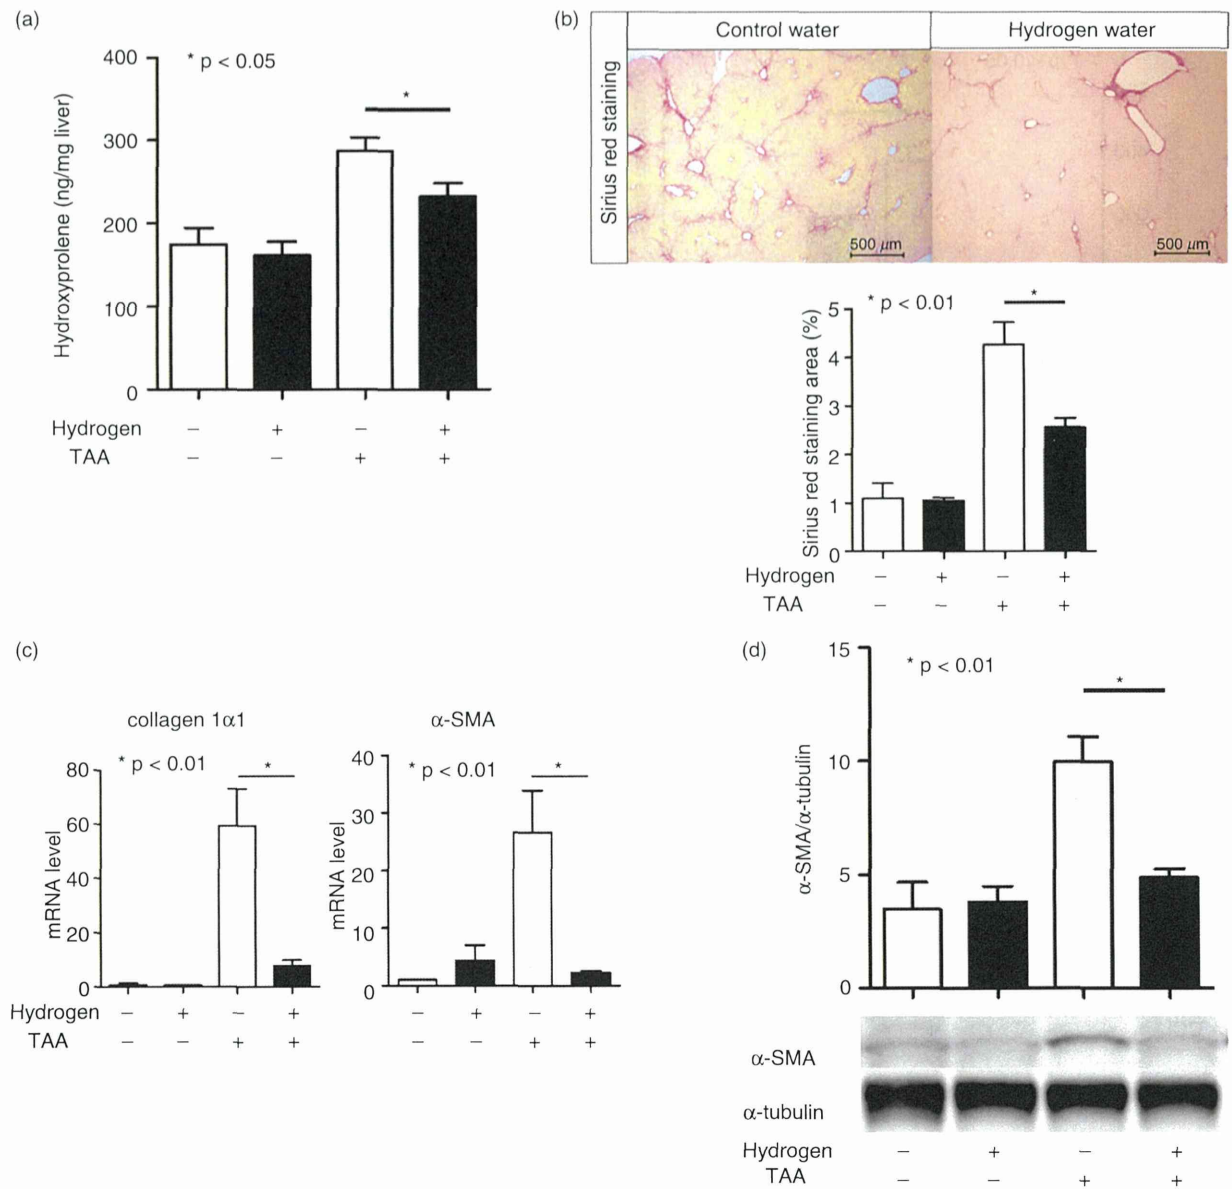 (a)
* p < 0.05
Hydroxyprolene (ng/mg liver)
400
300
200
100
0
*
Hydrogen − + − +
TAA − − + +
(b)
Control water Hydrogen water
Sirius red staining
500 µm 500 µm
* p < 0.01
Sirius red staining area (%)
5
4
3
2
1
0
*
Hydrogen − + − +
TAA − ~ + +
(c)
collagen 1α1
* p < 0.01
mRNA level
80
60
40
20
0
*
Hydrogen − + − +
TAA − − + +
α-SMA
* p < 0.01
mRNA level
40
30
20
10
0
*
− + − +
− − + +
(d)
* p < 0.01
α-SMA/α-tubulin
15
10
5
0
*
α-SMA
α-tubulin
Hydrogen − + − +
TAA − − + +